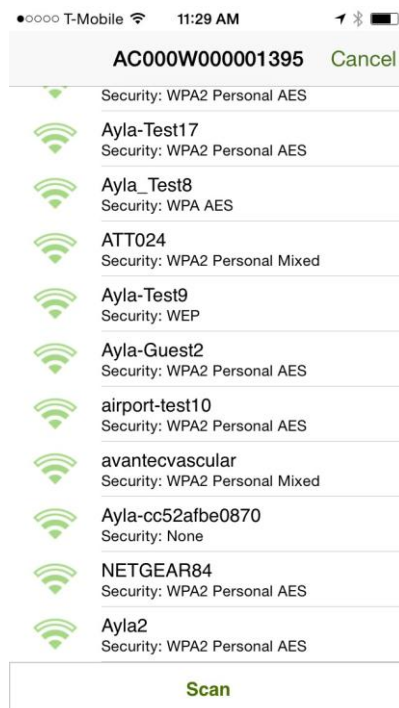 T-Mobile 11:29 AM
AC000W000001395 Cancel
Security: WPA2 Personal AES
Ayla-Test17
Security: WPA2 Personal AES
Ayla_Test8
Security: WPA AES
ATT024
Security: WPA2 Personal Mixed
Ayla-Test9
Security: WEP
Ayla-Guest2
Security: WPA2 Personal AES
airport-test10
Security: WPA2 Personal AES
avantecvascular
Security: WPA2 Personal Mixed
Ayla-cc52afbe0870
Security: None
NETGEAR84
Security: WPA2 Personal AES
Ayla2
Security: WPA2 Personal AES
Scan